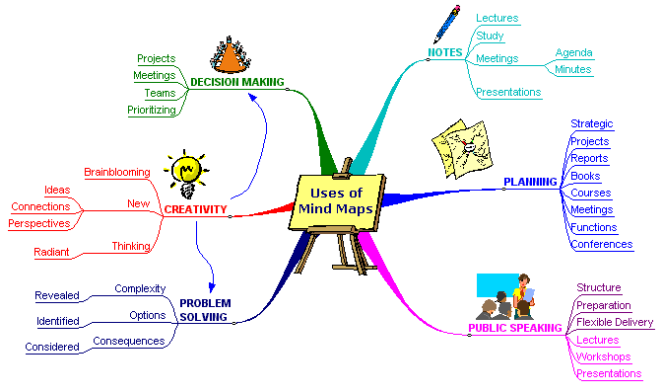 Uses of
Mind Maps
NOTES
Lectures
Study
Meetings
Agenda
Minutes
Presentations
PLANNING
Strategic
Projects
Reports
Books
Courses
Meetings
Functions
Conferences
PUBLIC SPEAKING
Structure
Preparation
Flexible Delivery
Lectures
Workshops
Presentations
PROBLEM
SOLVING
Complexity
Revealed
Options
Identified
Consequences
Considered
CREATIVITY
Brainblooming
New
Ideas
Connections
Perspectives
Thinking
Radiant
DECISION MAKING
Projects
Meetings
Teams
Prioritizing